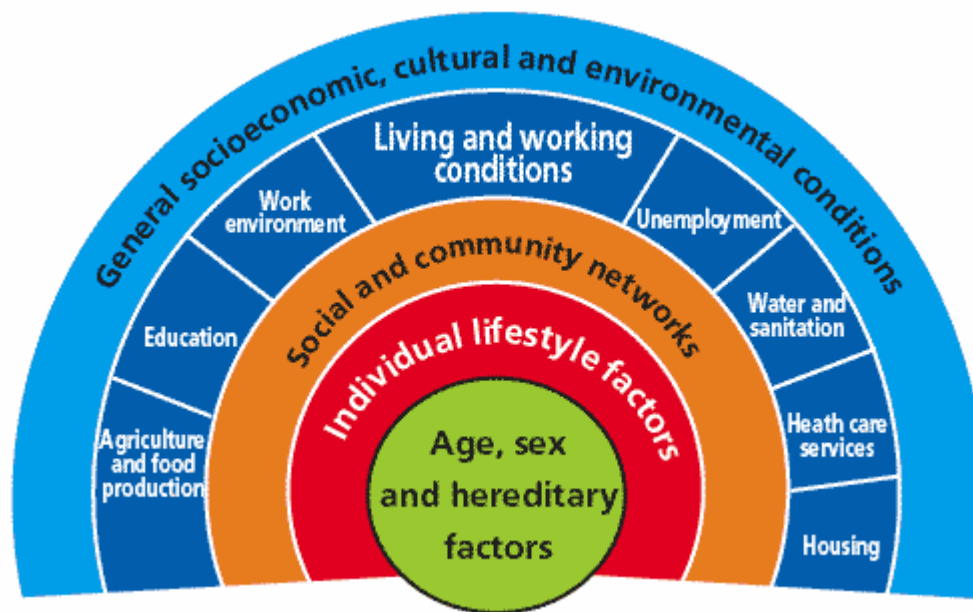 General socioeconomic, cultural and environmental conditions
Living and working
conditions
Work
environment
Unemployment
Education
Water and
sanitation
Agriculture
and food
production
Heath care
services
Housing
Social and community networks
Individual lifestyle factors
Age, sex
and hereditary
factors